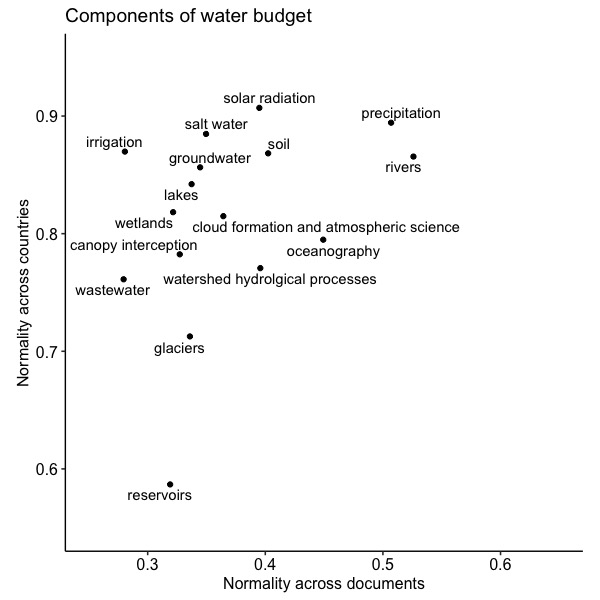 Components of water budget
solar radiation
precipitation
salt water
irrigation
soil
groundwater
rivers
lakes
wetlands
cloud formation and atmospheric science
canopy interception
oceanography
watershed hydrolgical processes
wastewater
glaciers
reservoirs
0.9
0.8
0.7
0.6
Normality across countries
0.3
0.4
0.5
0.6
Normality across documents